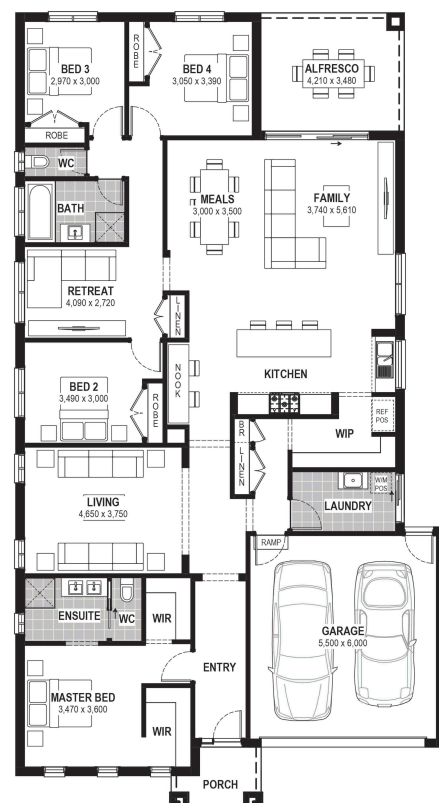 BED 3
2,970 x 3,000
ROBE
BED 4
3,050 x 3,390
ALFRESCO
4,210 x 3,480
ROBE
WC
BATH
MEALS
3,000 x 3,500
FAMILY
3,740 x 5,610
RETREAT
4,090 x 2,720
LINEN
KITCHEN
NOOK
BED 2
3,490 x 3,000
ROBE
BR
LINEN
WIP
REF
POS
LIVING
4,650 x 3,750
LAUNDRY
W/M
POS
RAMP
ENSUITE
WC
WIR
GARAGE
5,500 x 6,000
ENTRY
MASTER BED
3,470 x 3,600
WIR
PORCH